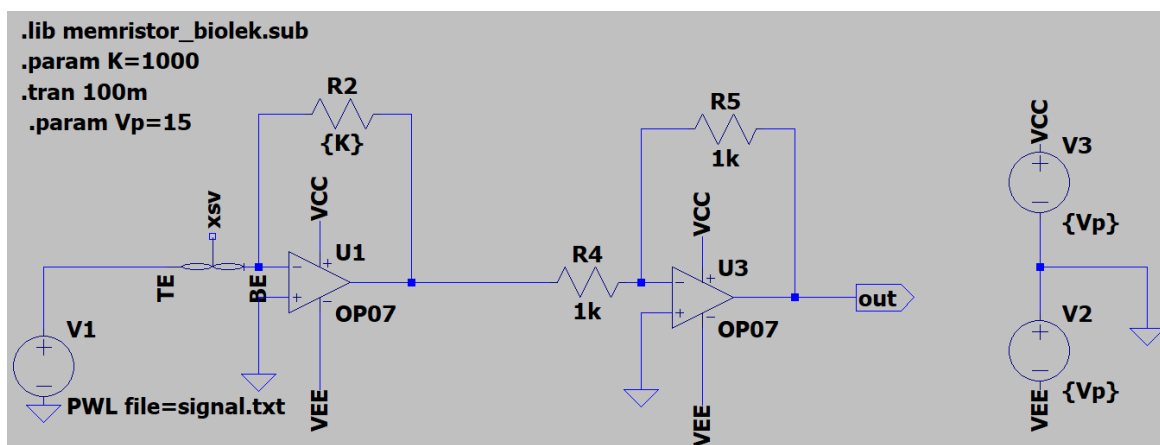 .lib memristor_biolek.sub
.param K=1000
.tran 100m
.param Vp=15
R2
{K}
R5
1k
VCC
V3
+
−
{Vp}
xsv
VCC
U1
+
−
+
−
OP07
TE
BE
VEE
R4
1k
VCC
U3
+
−
+
−
OP07
VEE
out
V1
+
−
PWL file=signal.txt
V2
+
−
{Vp}
VEE